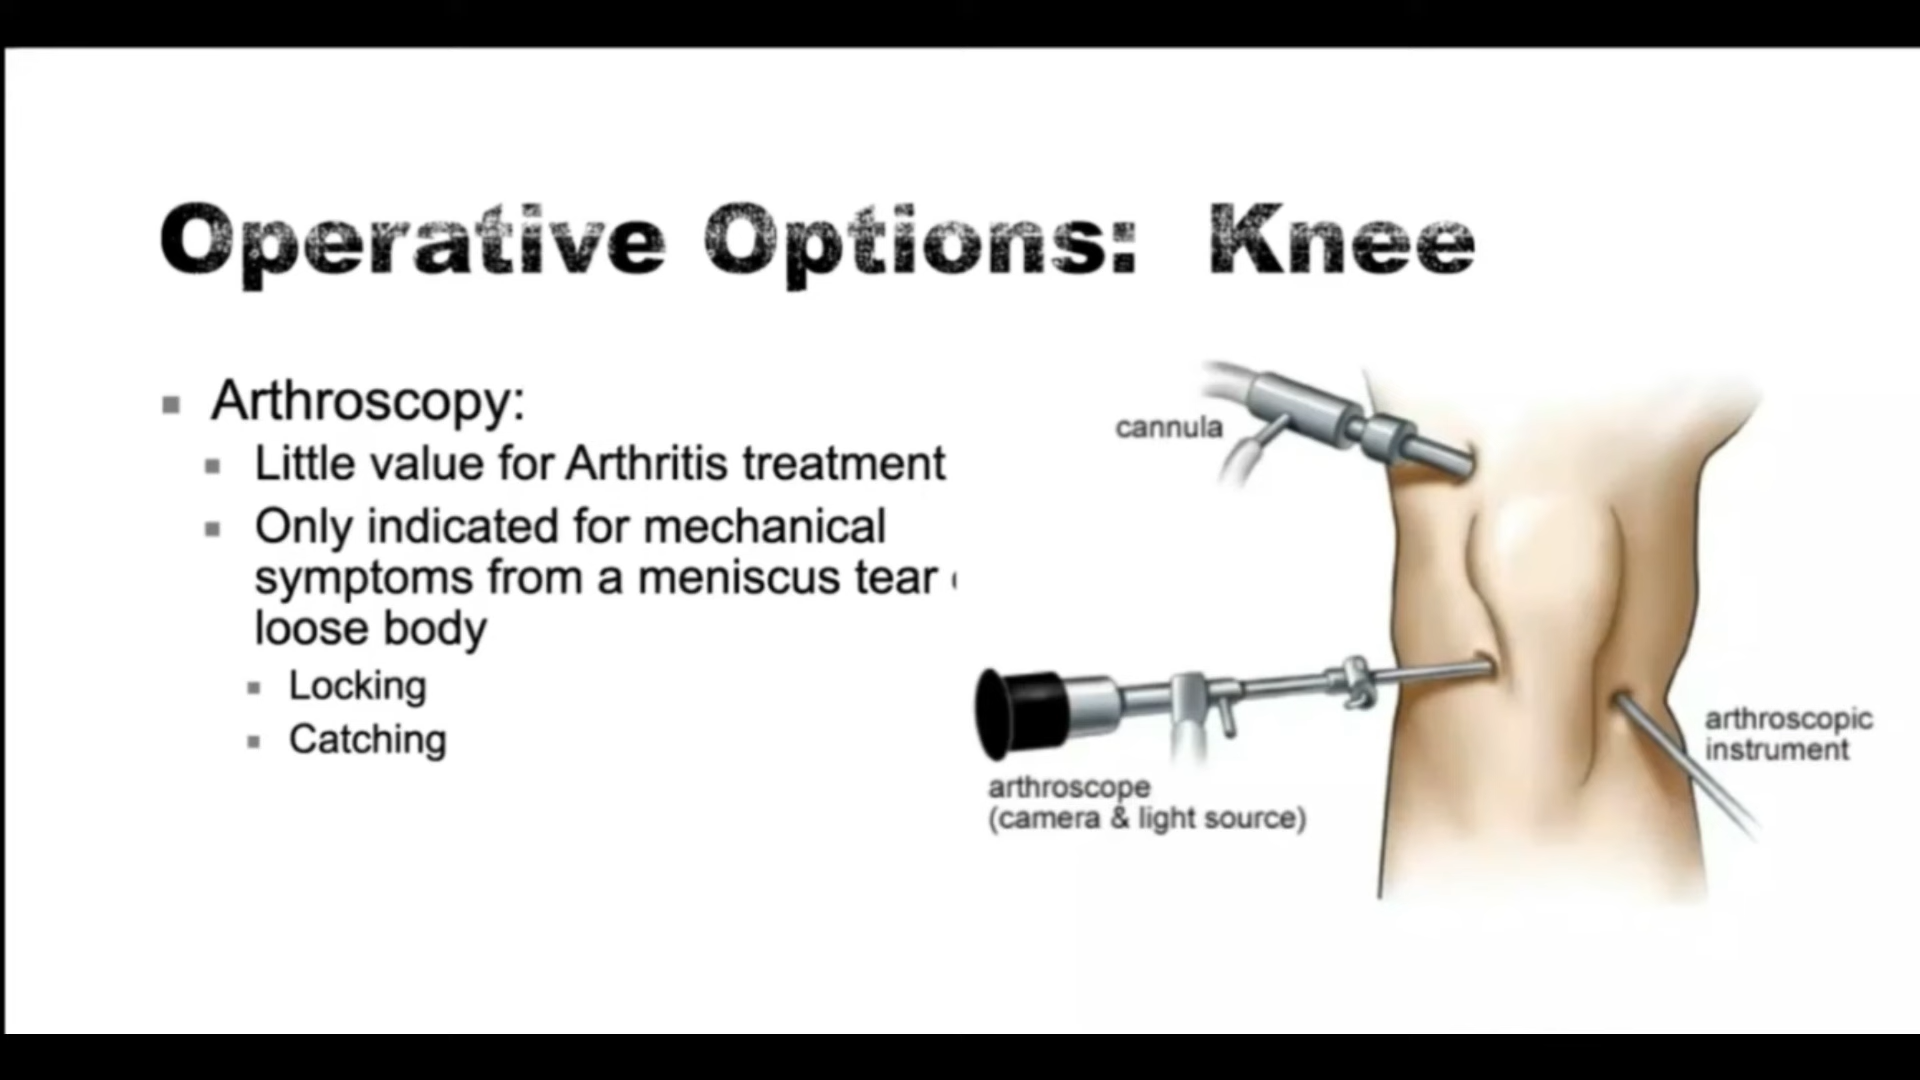 Operative Options: Knee
Arthroscopy:
Little value for Arthritis treatment
Only indicated for mechanical
symptoms from a meniscus tear
loose body
Locking
Catching
cannula
arthroscope
(camera & light source)
arthroscopic
instrument